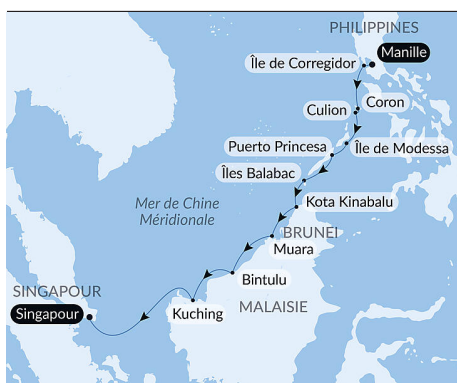 PHILIPPINES
Manille
Île de Corregidor
Coron
Culion
Île de Modessa
Puerto Princesa
Îles Balabac
Mer de Chine
Méridionale
Kota Kinabalu
BRUNEI
Muara
Bintulu
SINGAPOUR
MALAISIE
Singapour
Kuching